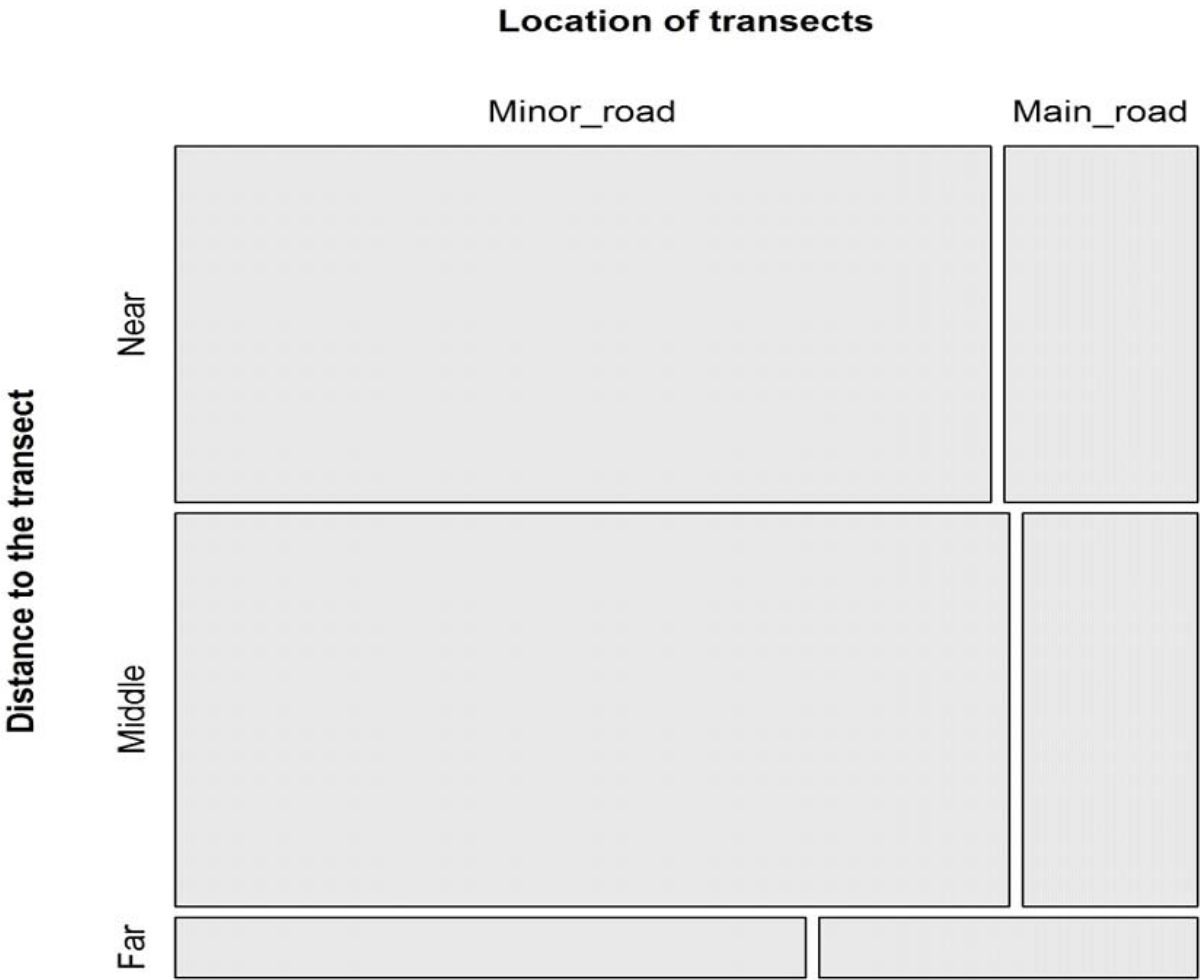 Location of transects
Minor_road
Main_road
Distance to the transect
Near
Middle
Far